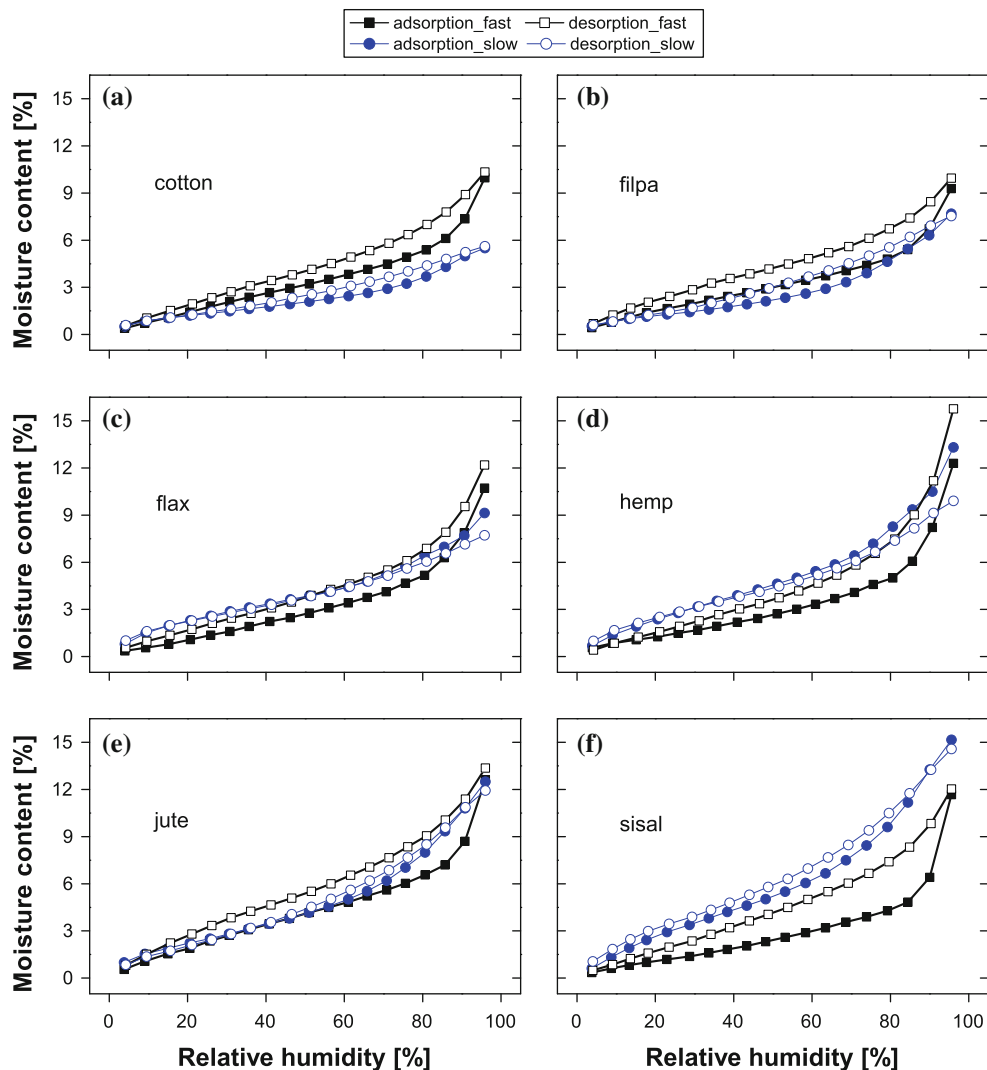 adsorption_fast desorption_fast
adsorption_slow desorption_slow
(a)
cotton
Moisture content [%]
15
12
9
6
3
0
(b)
filpa
(c)
flax
Moisture content [%]
15
12
9
6
3
0
(d)
hemp
(e)
jute
Moisture content [%]
15
12
9
6
3
0
0 20 40 60 80 100
Relative humidity [%]
(f)
sisal
0 20 40 60 80 100
Relative humidity [%]